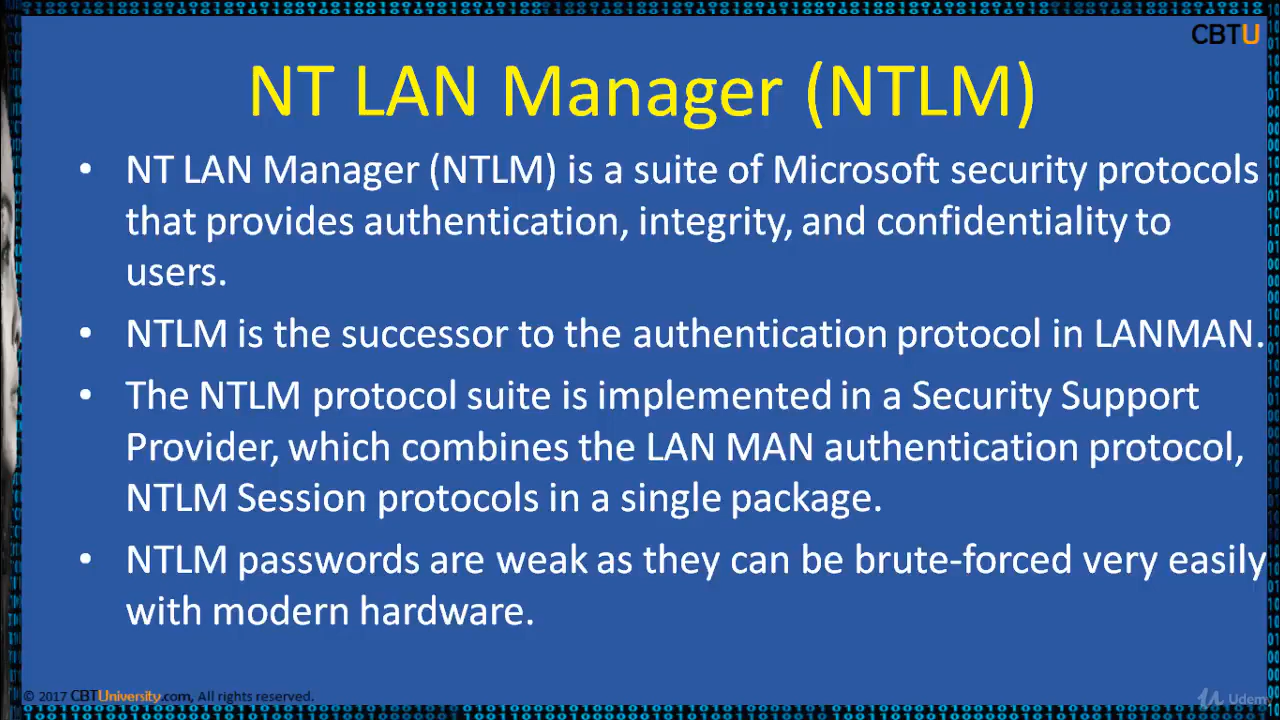 CBTU
NT LAN Manager (NTLM)
• NT LAN Manager (NTLM) is a suite of Microsoft security protocols
that provides authentication, integrity, and confidentiality to
users.
• NTLM is the successor to the authentication protocol in LANMAN.
• The NTLM protocol suite is implemented in a Security Support
Provider, which combines the LAN MAN authentication protocol,
NTLM Session protocols in a single package.
• NTLM passwords are weak as they can be brute-forced very easily
with modern hardware.
© 2017 CBTUniversity.com, All rights reserved.
Udemy